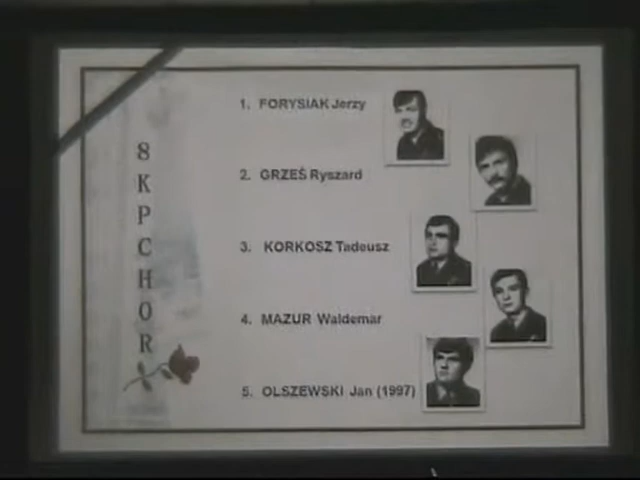 8
K
P
C
H
O
R
1. FORYSIAK Jerzy
2. GRZEŚ Ryszard
3. KORKOSZ Tadeusz
4. MAZUR Waldemar
5. OLSZEWSKI Jan (1997)